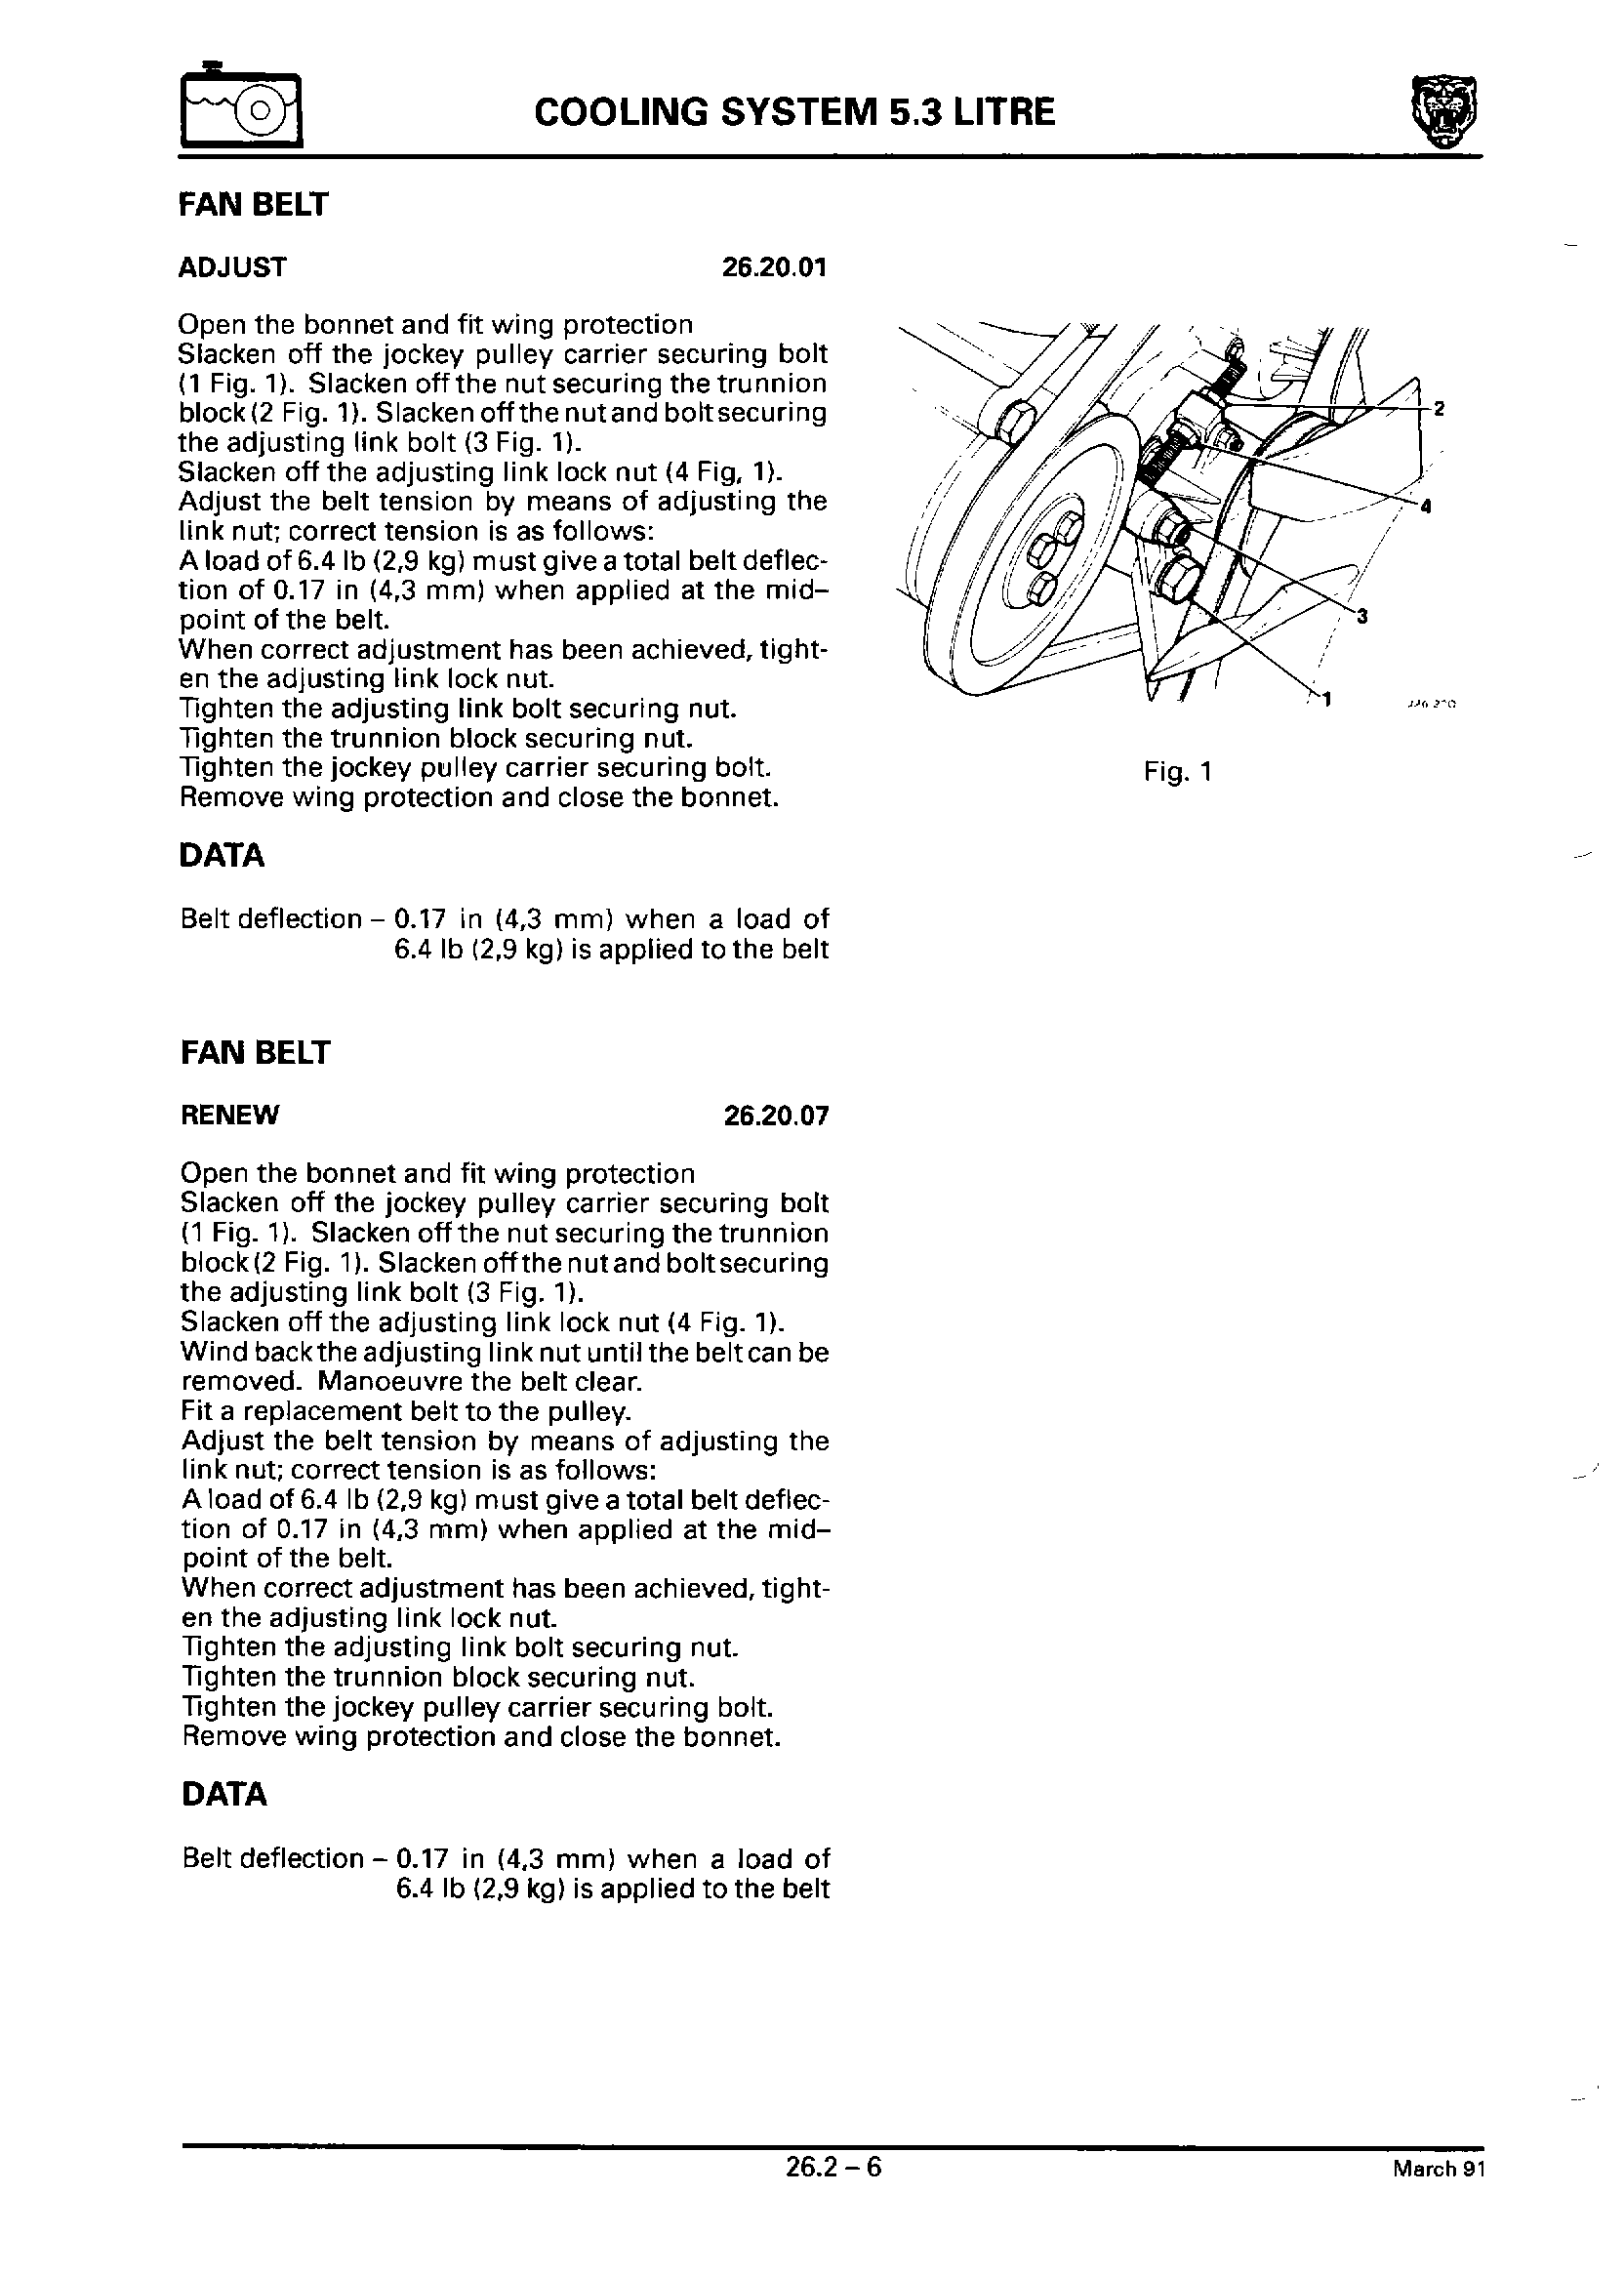 COOLING SYSTEM 5.3 LITRE
FAN BELT
ADJUST 26.20.01
Open the bonnet and fit wing protection
Slacken off the jockey pulley carrier securing bolt
(1 Fig. 1). Slacken off the nut securing the trunnion
block (2 Fig. 1). Slacken off the nut and bolt securing
the adjusting link bolt (3 Fig. 1).
Slacken off the adjusting link lock nut (4 Fig. 1).
Adjust the belt tension by means of adjusting the
link nut; correct tension is as follows:
A load of 6.4 lb (2,9 kg) must give a total belt deflec-
tion of 0.17 in (4,3 mm) when applied at the mid–
point of the belt.
When correct adjustment has been achieved, tight-
en the adjusting link lock nut.
Tighten the adjusting link bolt securing nut.
Tighten the trunnion block securing nut.
Tighten the jockey pulley carrier securing bolt.
Remove wing protection and close the bonnet.
DATA
Belt deflection – 0.17 in (4,3 mm) when a load of
6.4 lb (2,9 kg) is applied to the belt
2
4
3
1
Fig. 1
FAN BELT
RENEW 26.20.07
Open the bonnet and fit wing protection
Slacken off the jockey pulley carrier securing bolt
(1 Fig. 1). Slacken off the nut securing the trunnion
block (2 Fig. 1). Slacken off the nut and bolt securing
the adjusting link bolt (3 Fig. 1).
Slacken off the adjusting link lock nut (4 Fig. 1).
Wind back the adjusting link nut until the belt can be
removed. Manoeuvre the belt clear.
Fit a replacement belt to the pulley.
Adjust the belt tension by means of adjusting the
link nut; correct tension is as follows:
A load of 6.4 lb (2,9 kg) must give a total belt deflec-
tion of 0.17 in (4,3 mm) when applied at the mid–
point of the belt.
When correct adjustment has been achieved, tight-
en the adjusting link lock nut.
Tighten the adjusting link bolt securing nut.
Tighten the trunnion block securing nut.
Tighten the jockey pulley carrier securing bolt.
Remove wing protection and close the bonnet.
DATA
Belt deflection – 0.17 in (4,3 mm) when a load of
6.4 lb (2,9 kg) is applied to the belt
26.2 – 6
March 91